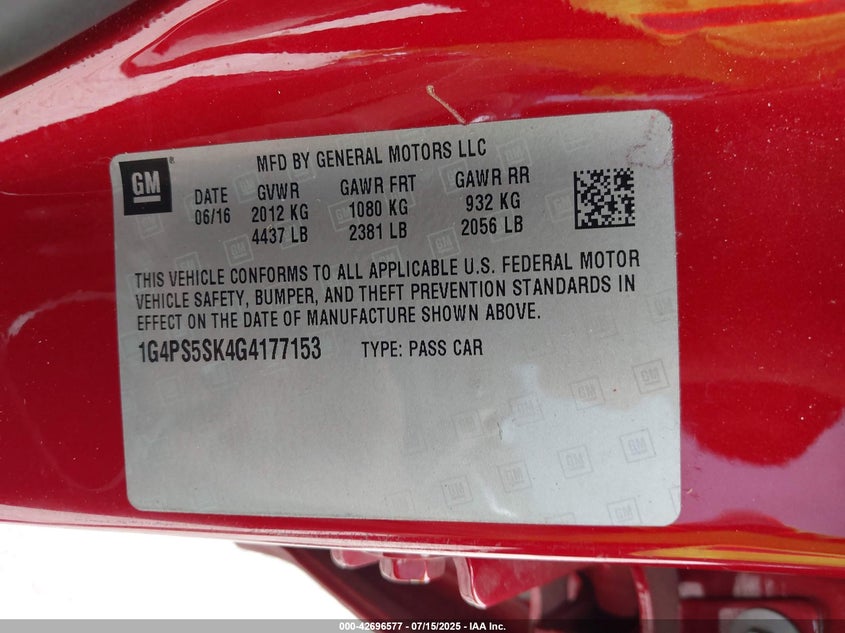 GM ®
MFD BY GENERAL MOTORS LLC
DATE GVWR GAWR FRT GAWR RR
06/16 2012 KG 1080 KG 932 KG
4437 LB 2381 LB 2056 LB
THIS VEHICLE CONFORMS TO ALL APPLICABLE U.S. FEDERAL MOTOR
VEHICLE SAFETY, BUMPER, AND THEFT PREVENTION STANDARDS IN
EFFECT ON THE DATE OF MANUFACTURE SHOWN ABOVE.
1G4PS5SK4G4177153 TYPE: PASS CAR
000-42696577 - 07/15/2025 - IAA Inc.